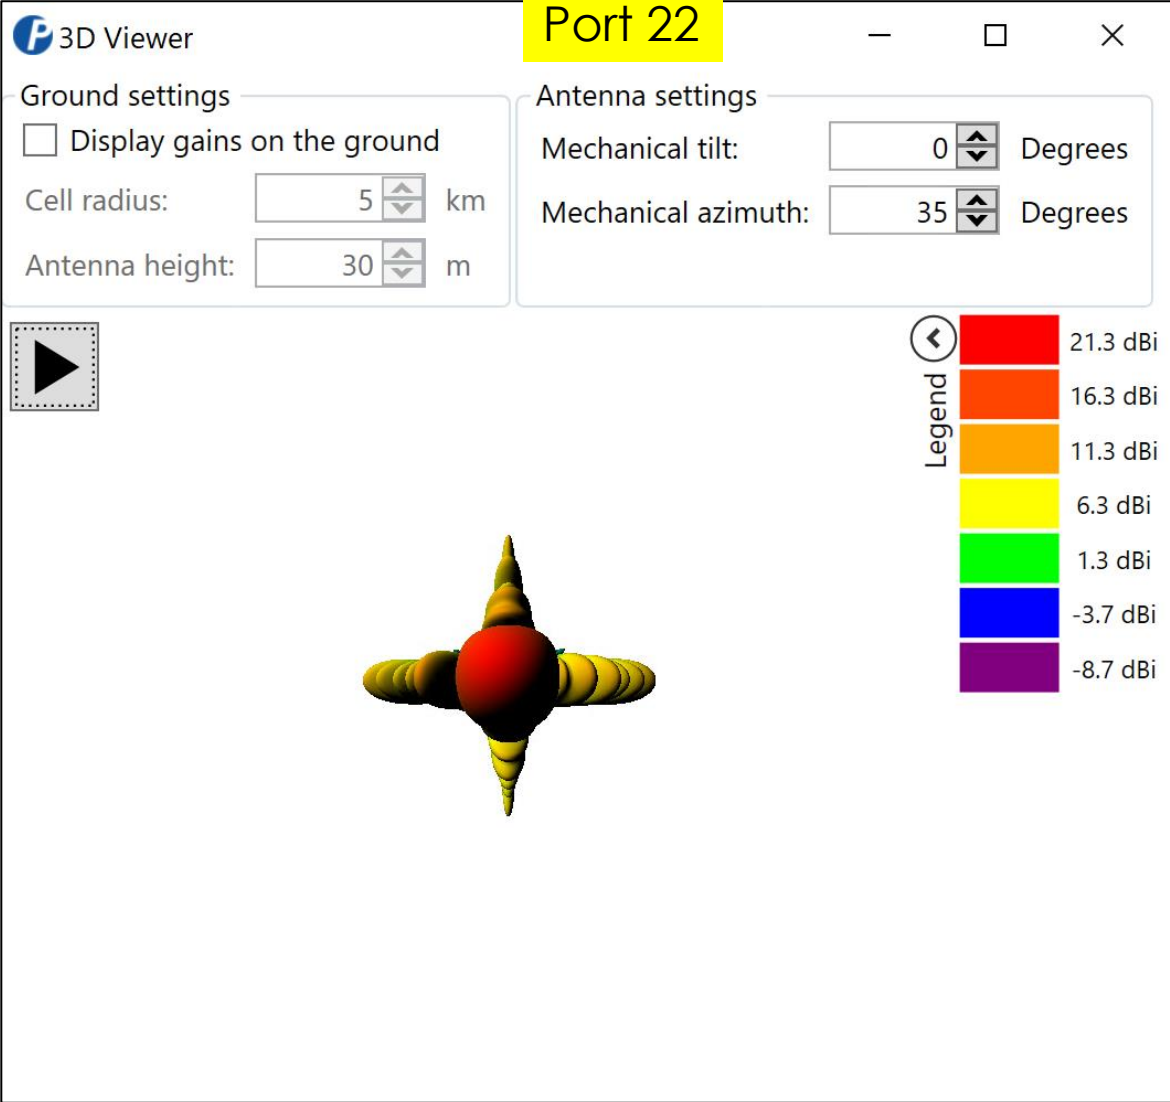 Port 22
3D Viewer
Ground settings
Display gains on the ground
Cell radius: 5 km
Antenna height: 30 m
Antenna settings
Mechanical tilt: 0 Degrees
Mechanical azimuth: 35 Degrees
Legend
21.3 dBi
16.3 dBi
11.3 dBi
6.3 dBi
1.3 dBi
-3.7 dBi
-8.7 dBi